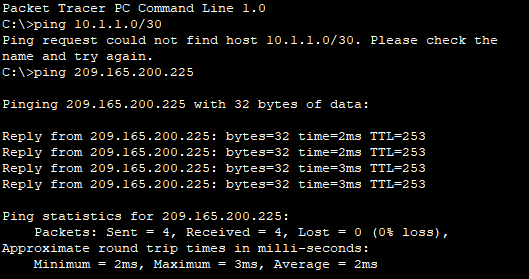 Packet Tracer PC Command Line 1.0
C:\>ping 10.1.1.0/30
Ping request could not find host 10.1.1.0/30. Please check the
name and try again.
C:\>ping 209.165.200.225
Pinging 209.165.200.225 with 32 bytes of data:
Reply from 209.165.200.225: bytes=32 time=2ms TTL=253
Reply from 209.165.200.225: bytes=32 time=2ms TTL=253
Reply from 209.165.200.225: bytes=32 time=3ms TTL=253
Reply from 209.165.200.225: bytes=32 time=3ms TTL=253
Ping statistics for 209.165.200.225:
    Packets: Sent = 4, Received = 4, Lost = 0 (0% loss),
Approximate round trip times in milli-seconds:
    Minimum = 2ms, Maximum = 3ms, Average = 2ms